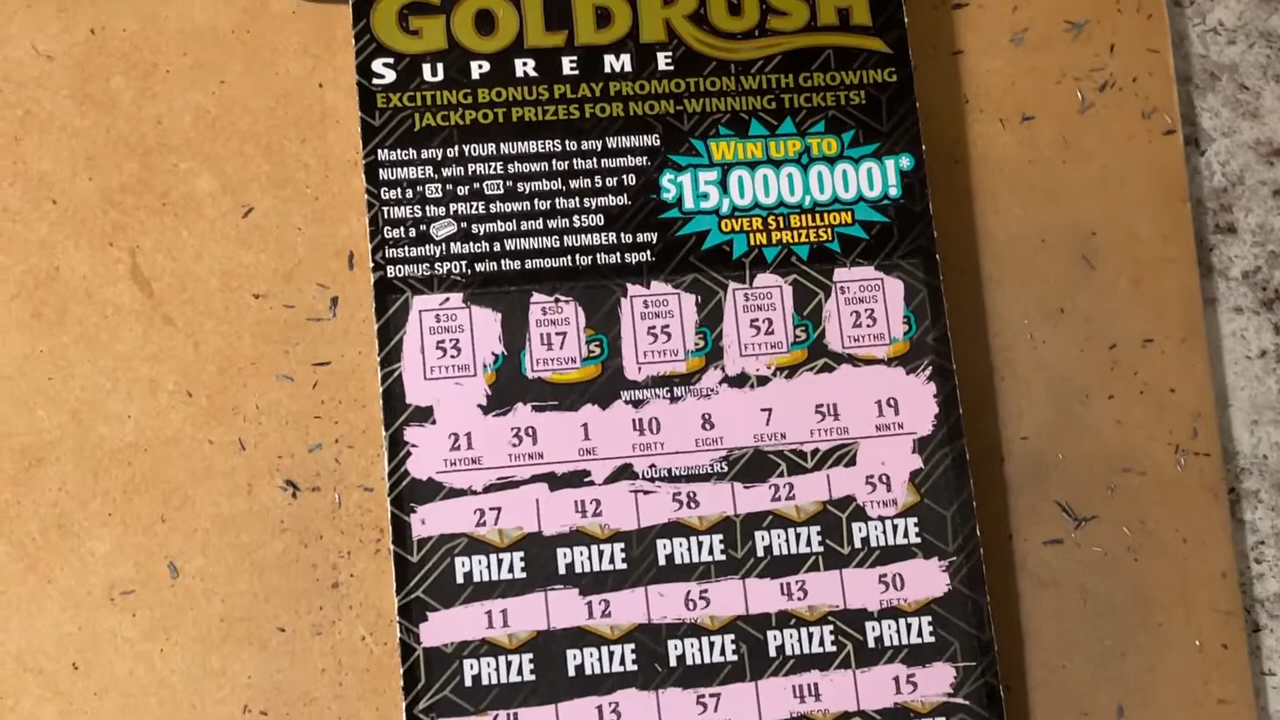 GOLDRUSH
SUPREME
EXCITING BONUS PLAY PROMOTION WITH GROWING
JACKPOT PRIZES FOR NON-WINNING TICKETS!
Match any of YOUR NUMBERS to any WINNING
NUMBER, win PRIZE shown for that number.
Get a "5X" or "10X" symbol, win 5 or 10
TIMES the PRIZE shown for that symbol.
Get a " " symbol and win $500
instantly! Match a WINNING NUMBER to any
BONUS SPOT, win the amount for that spot.
WIN UP TO
$15,000,000!*
OVER $1 BILLION
IN PRIZES!
$30 $50 $100 $500 $1,000
BONUS BONUS BONUS BONUS BONUS
53 47 55 52 23
FTYTHR FRYSVN FTYFIV FTYTWO TWYTHR
WINNING NUMBERS
21 39 1 40 8 7 54 19
TWYONE THYNIN ONE FORTY EIGHT SEVEN FTYFOR NINTN
YOUR NUMBERS
27 42 58 22 59
FTYNIN
PRIZE PRIZE PRIZE PRIZE PRIZE
11 12 65 43 50
FIFTY
PRIZE PRIZE PRIZE PRIZE PRIZE
13 57 44 15